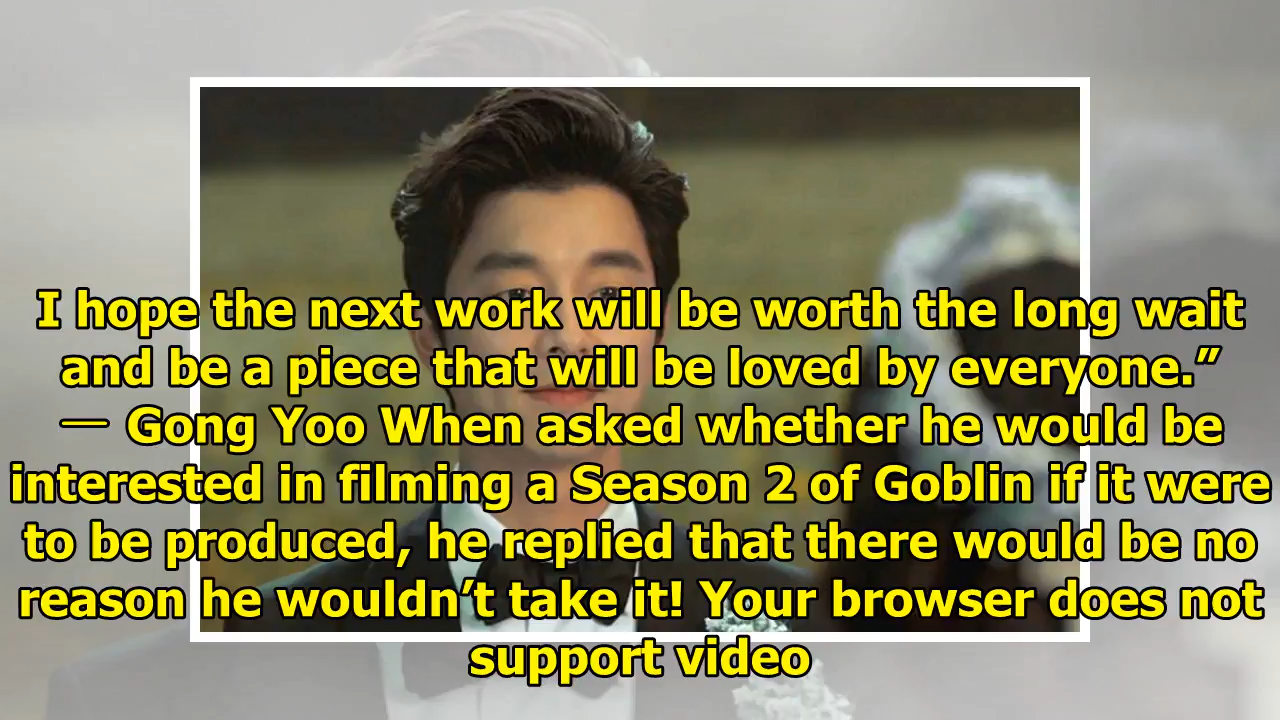 I hope the next work will be worth the long wait
and be a piece that will be loved by everyone.”
— Gong Yoo When asked whether he would be
interested in filming a Season 2 of Goblin if it were
to be produced, he replied that there would be no
reason he wouldn’t take it! Your browser does not
support video